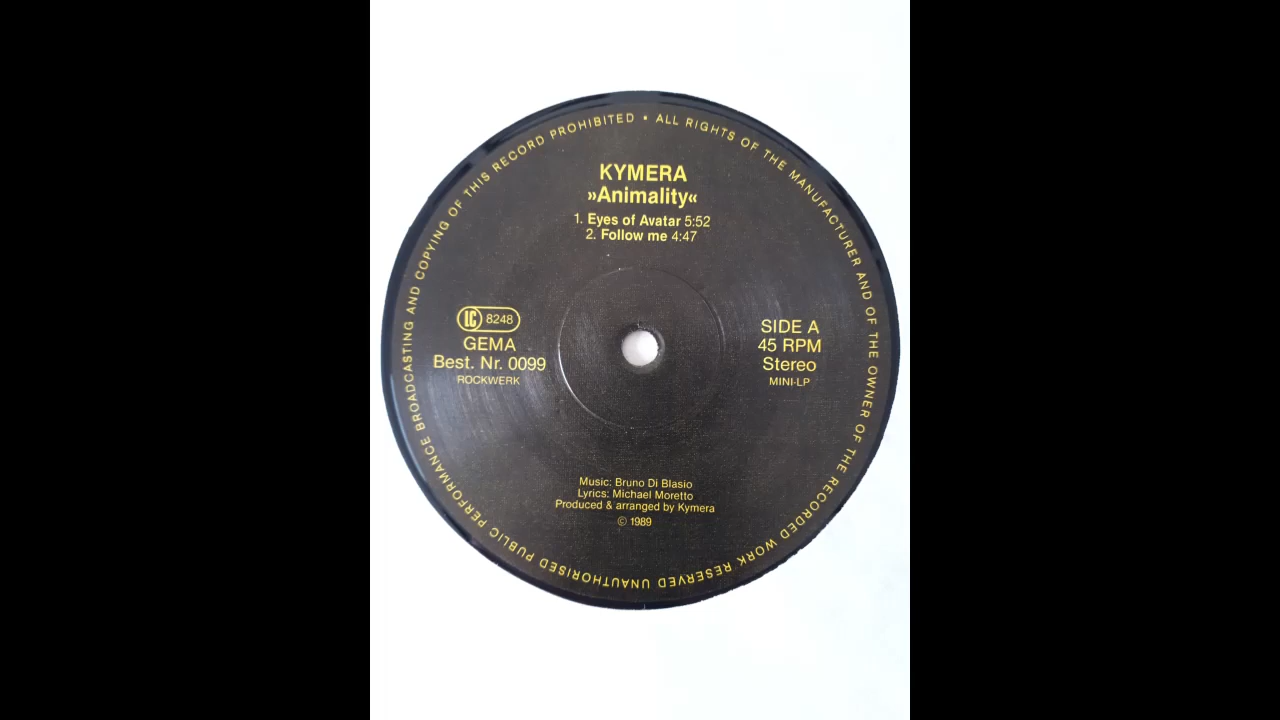 ALL RIGHTS OF THE MANUFACTURER AND OF THE OWNER OF THE RECORDED WORK RESERVED UNAUTHORISED PUBLIC PERFORMANCE BROADCASTING AND COPYING OF THIS RECORD PROHIBITED •
KYMERA
»Animality«
1. Eyes of Avatar 5:52
2. Follow me 4:47
LC 8248
GEMA
Best. Nr. 0099
ROCKWERK
SIDE A
45 RPM
Stereo
MINI-LP
Music: Bruno Di Blasio
Lyrics: Michael Moretto
Produced & arranged by Kymera
© 1989